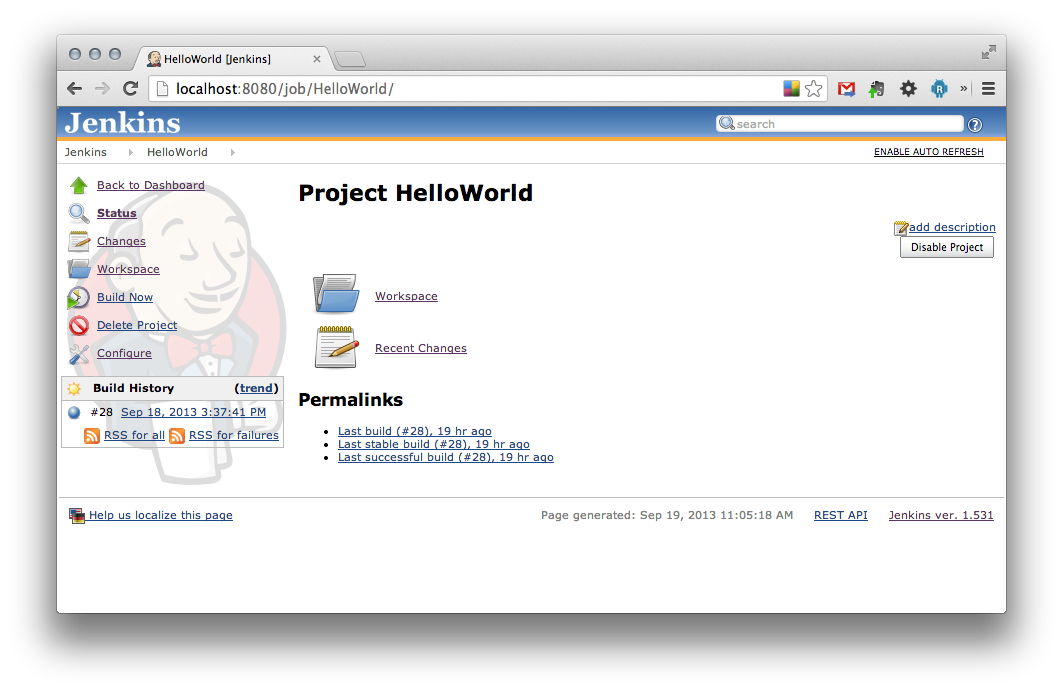 HelloWorld [Jenkins]
localhost:8080/job/HelloWorld/
Jenkins
search
Jenkins HelloWorld
ENABLE AUTO REFRESH
Back to Dashboard
Status
Changes
Workspace
Build Now
Delete Project
Configure
Build History (trend)
#28 Sep 18, 2013 3:37:41 PM
RSS for all RSS for failures
Project HelloWorld
add description
Disable Project
Workspace
Recent Changes
Permalinks
Last build (#28), 19 hr ago
Last stable build (#28), 19 hr ago
Last successful build (#28), 19 hr ago
Help us localize this page
Page generated: Sep 19, 2013 11:05:18 AM REST API Jenkins ver. 1.531